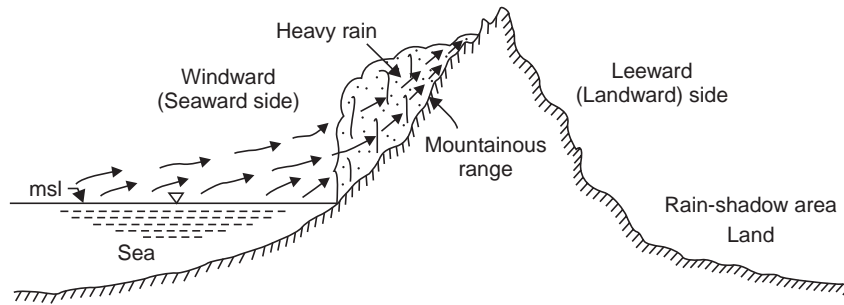 Heavy rain
Windward
(Seaward side)
Leeward
(Landward) side
Mountainous
range
msl
Sea
Rain-shadow area
Land